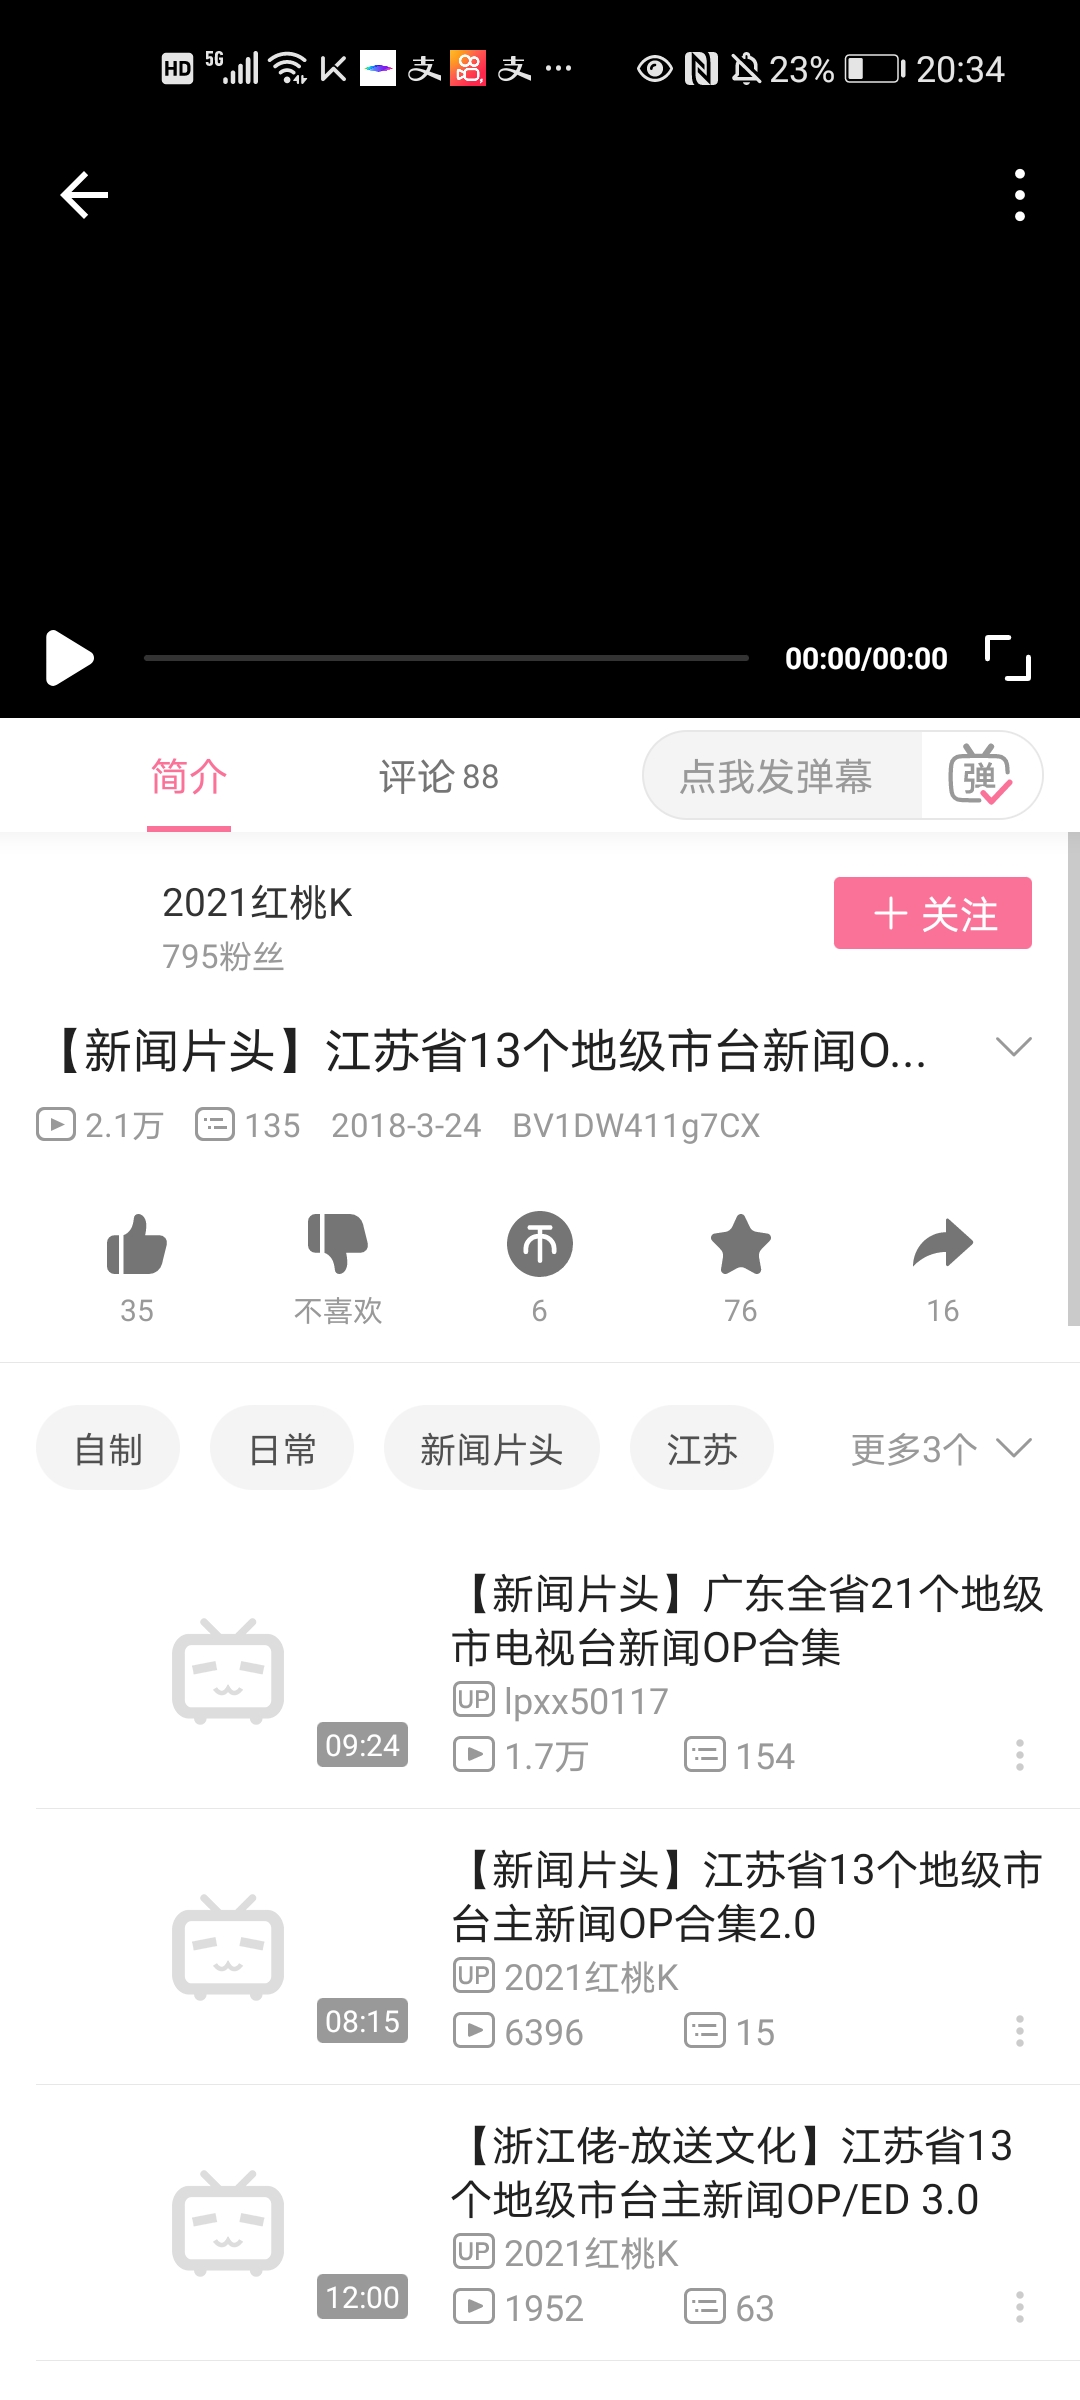 HD 5G 23% 20:34
00:00/00:00
简介 评论 88 点我发弹幕 弹
2021红桃K
795粉丝
+ 关注
【新闻片头】江苏省13个地级市台新闻O...
2.1万 135 2018-3-24 BV1DW411g7CX
35 不喜欢 6 76 16
自制 日常 新闻片头 江苏 更多3个
【新闻片头】广东全省21个地级
市电视台新闻OP合集
UP lpxx50117
09:24 1.7万 154
【新闻片头】江苏省13个地级市
台主新闻OP合集2.0
UP 2021红桃K
08:15 6396 15
【浙江佬-放送文化】江苏省13
个地级市台主新闻OP/ED 3.0
UP 2021红桃K
12:00 1952 63